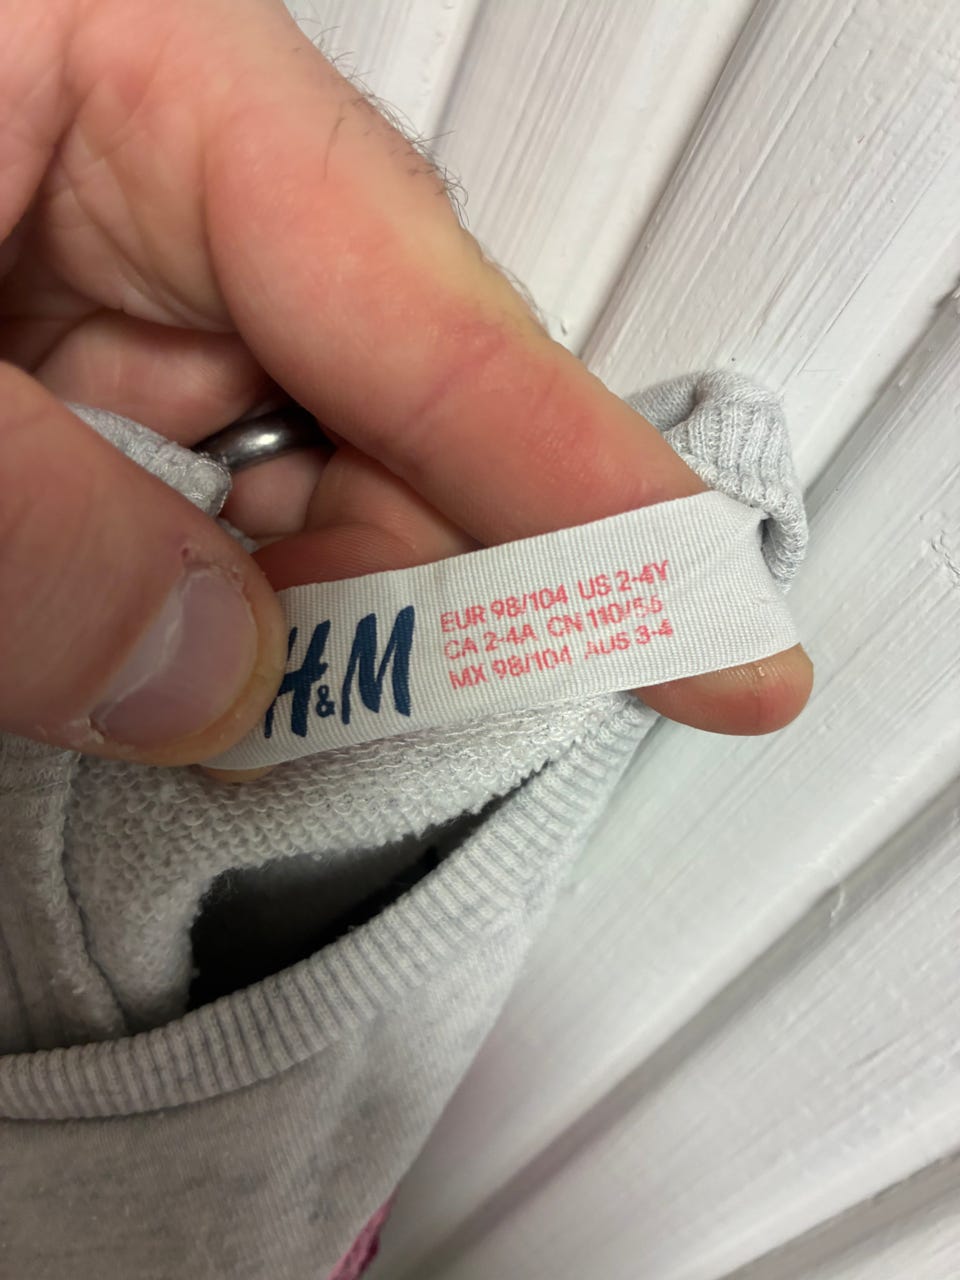 H&M
EUR 98/104 US 2-4Y
CA 2-4A CN 110/56
MX 98/104 AUS 3-4